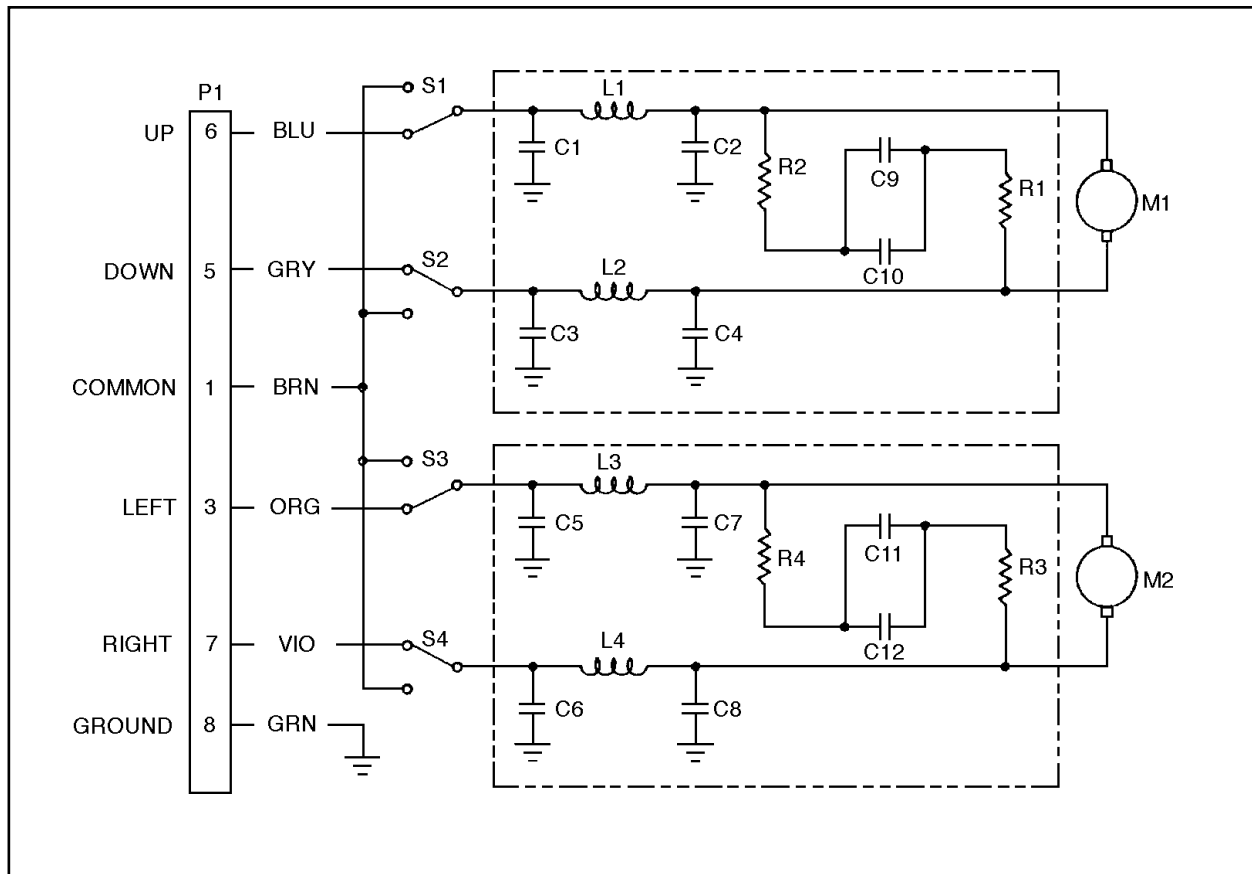 P1
S1
L1
UP 6 BLU
C1
C2
R2
C9
R1
M1
C10
DOWN 5 GRY
S2
L2
C3
C4
COMMON 1 BRN
S3
L3
LEFT 3 ORG
C5
C7
R4
C11
R3
M2
C12
RIGHT 7 VIO
S4
L4
C6
C8
GROUND 8 GRN